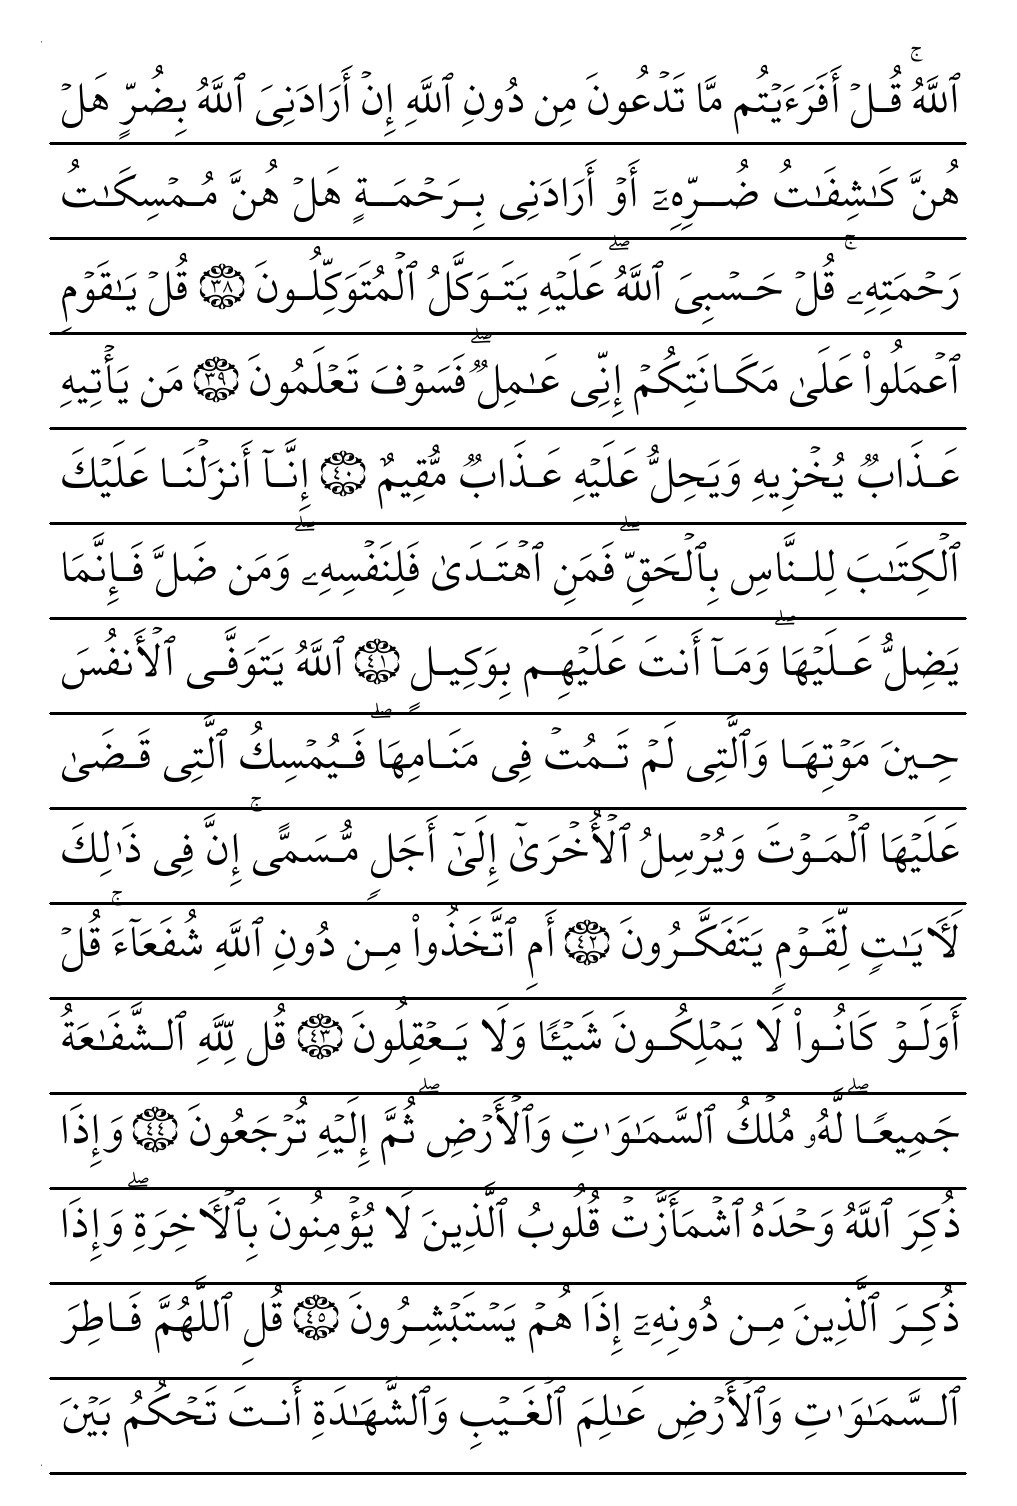 ٱللَّهُۚ قُلۡ أَفَرَءَيۡتُم مَّا تَدۡعُونَ مِن دُونِ ٱللَّهِ إِنۡ أَرَادَنِيَ ٱللَّهُ بِضُرٍّ هَلۡ
هُنَّ كَٰشِفَٰتُ ضُرِّهِۦٓ أَوۡ أَرَادَنِي بِرَحۡمَةٍ هَلۡ هُنَّ مُمۡسِكَٰتُ
رَحۡمَتِهِۦۚ قُلۡ حَسۡبِيَ ٱللَّهُۖ عَلَيۡهِ يَتَوَكَّلُ ٱلۡمُتَوَكِّلُونَ ٣٨ قُلۡ يَٰقَوۡمِ
ٱعۡمَلُواْ عَلَىٰ مَكَانَتِكُمۡ إِنِّي عَٰمِلٞۖ فَسَوۡفَ تَعۡلَمُونَ ٣٩ مَن يَأۡتِيهِ
عَذَابٞ يُخۡزِيهِ وَيَحِلُّ عَلَيۡهِ عَذَابٞ مُّقِيمٌ ٤٠ إِنَّآ أَنزَلۡنَا عَلَيۡكَ
ٱلۡكِتَٰبَ لِلنَّاسِ بِٱلۡحَقِّۖ فَمَنِ ٱهۡتَدَىٰ فَلِنَفۡسِهِۦۖ وَمَن ضَلَّ فَإِنَّمَا
يَضِلُّ عَلَيۡهَاۖ وَمَآ أَنتَ عَلَيۡهِم بِوَكِيلٍ ٤١ ٱللَّهُ يَتَوَفَّى ٱلۡأَنفُسَ
حِينَ مَوۡتِهَا وَٱلَّتِي لَمۡ تَمُتۡ فِي مَنَامِهَاۖ فَيُمۡسِكُ ٱلَّتِي قَضَىٰ
عَلَيۡهَا ٱلۡمَوۡتَ وَيُرۡسِلُ ٱلۡأُخۡرَىٰٓ إِلَىٰٓ أَجَلٖ مُّسَمًّىۚ إِنَّ فِي ذَٰلِكَ
لَأٓيَٰتٖ لِّقَوۡمٖ يَتَفَكَّرُونَ ٤٢ أَمِ ٱتَّخَذُواْ مِن دُونِ ٱللَّهِ شُفَعَآءَۚ قُلۡ
أَوَلَوۡ كَانُواْ لَا يَمۡلِكُونَ شَيۡـٔٗا وَلَا يَعۡقِلُونَ ٤٣ قُل لِّلَّهِ ٱلشَّفَٰعَةُ
جَمِيعٗاۖ لَّهُۥ مُلۡكُ ٱلسَّمَٰوَٰتِ وَٱلۡأَرۡضِۖ ثُمَّ إِلَيۡهِ تُرۡجَعُونَ ٤٤ وَإِذَا
ذُكِرَ ٱللَّهُ وَحۡدَهُ ٱشۡمَأَزَّتۡ قُلُوبُ ٱلَّذِينَ لَا يُؤۡمِنُونَ بِٱلۡأٓخِرَةِۖ وَإِذَا
ذُكِرَ ٱلَّذِينَ مِن دُونِهِۦٓ إِذَا هُمۡ يَسۡتَبۡشِرُونَ ٤٥ قُلِ ٱللَّهُمَّ فَاطِرَ
ٱلسَّمَٰوَٰتِ وَٱلۡأَرۡضِ عَٰلِمَ ٱلۡغَيۡبِ وَٱلشَّهَٰدَةِ أَنتَ تَحۡكُمُ بَيۡنَ